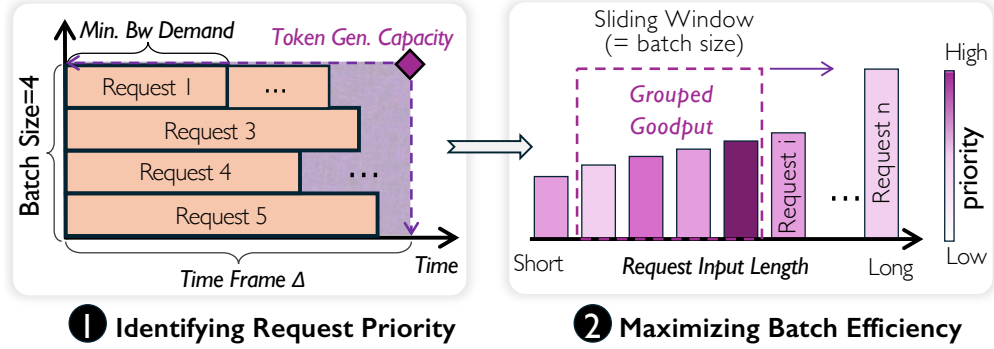 Min. Bw Demand
Token Gen. Capacity
Batch Size=4
Request 1
...
Request 3
Request 4
...
Request 5
Time
Time Frame Δ
1 Identifying Request Priority
Sliding Window
(= batch size)
Grouped
Goodput
Request i
...
Request n
Short
Request Input Length
Long
High
priority
Low
2 Maximizing Batch Efficiency